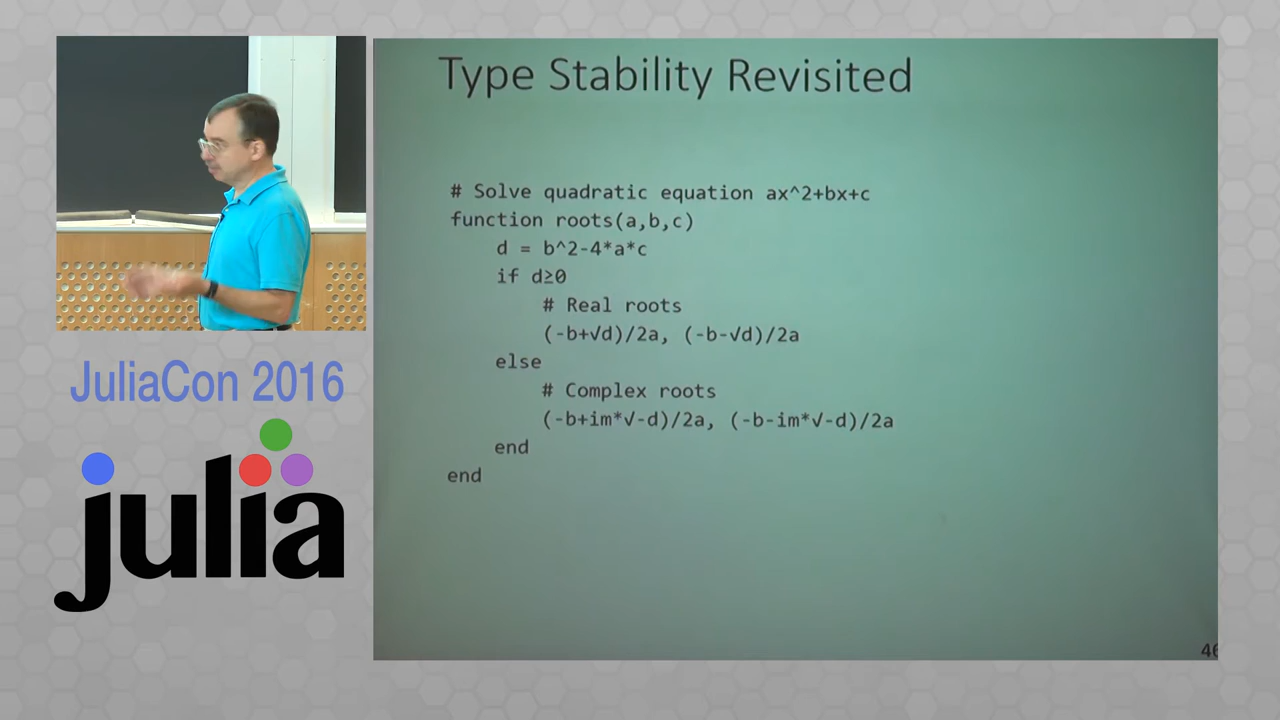 Type Stability Revisited
# Solve quadratic equation ax^2+bx+c
function roots(a,b,c)
d = b^2-4*a*c
if d≥0
# Real roots
(-b+√d)/2a, (-b-√d)/2a
else
# Complex roots
(-b+im*√-d)/2a, (-b-im*√-d)/2a
end
end
46
JuliaCon 2016
julia